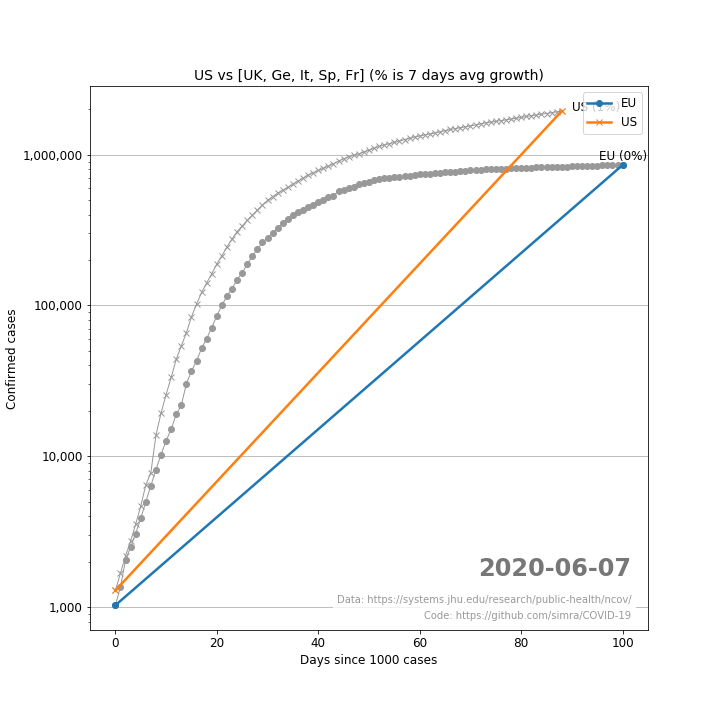 US vs [UK, Ge, It, Sp, Fr] (% is 7 days avg growth)
US (1%)
EU
US
EU (0%)
1,000,000
100,000
10,000
1,000
Confirmed cases
2020-06-07
Data: https://systems.jhu.edu/research/public-health/ncov/
Code: https://github.com/simra/COVID-19
0 20 40 60 80 100
Days since 1000 cases